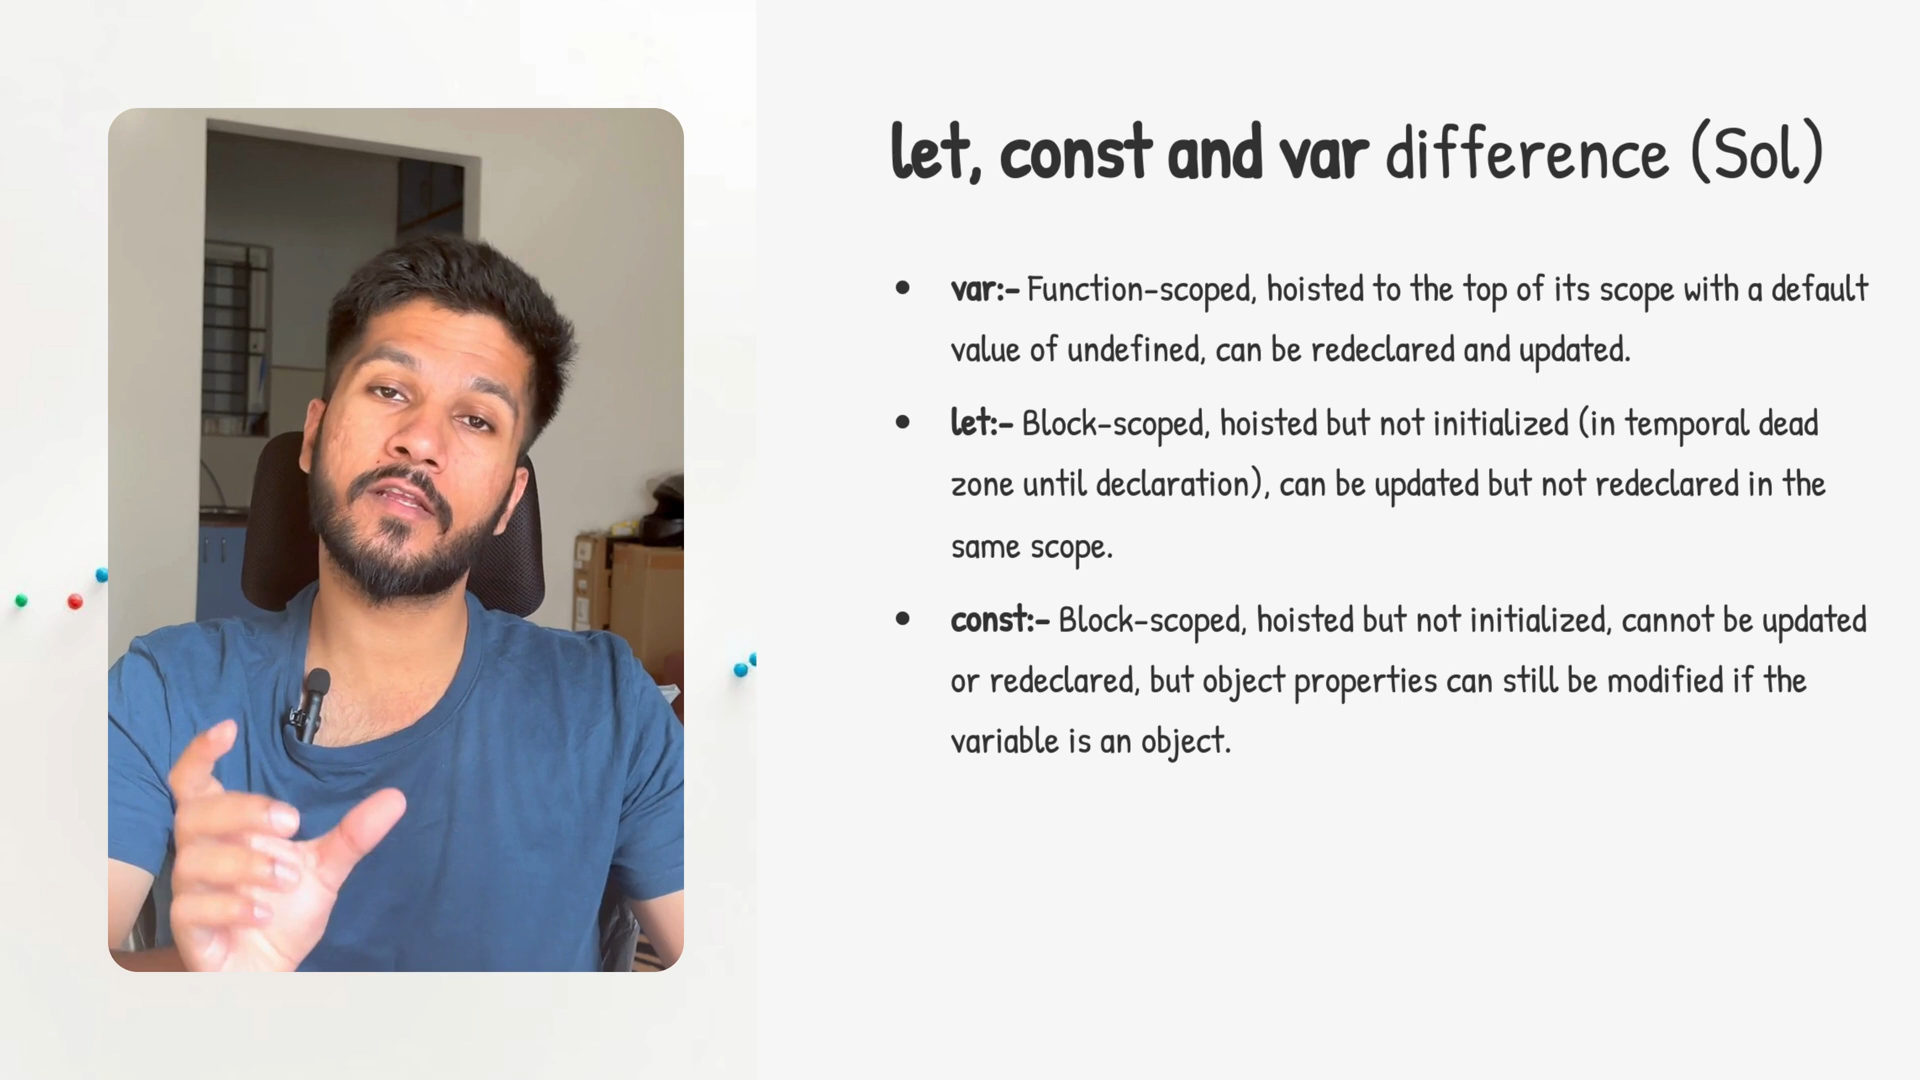 let, const and var difference (Sol)
• var:- Function-scoped, hoisted to the top of its scope with a default
value of undefined, can be redeclared and updated.
• let:- Block-scoped, hoisted but not initialized (in temporal dead
zone until declaration), can be updated but not redeclared in the
same scope.
• const:- Block-scoped, hoisted but not initialized, cannot be updated
or redeclared, but object properties can still be modified if the
variable is an object.